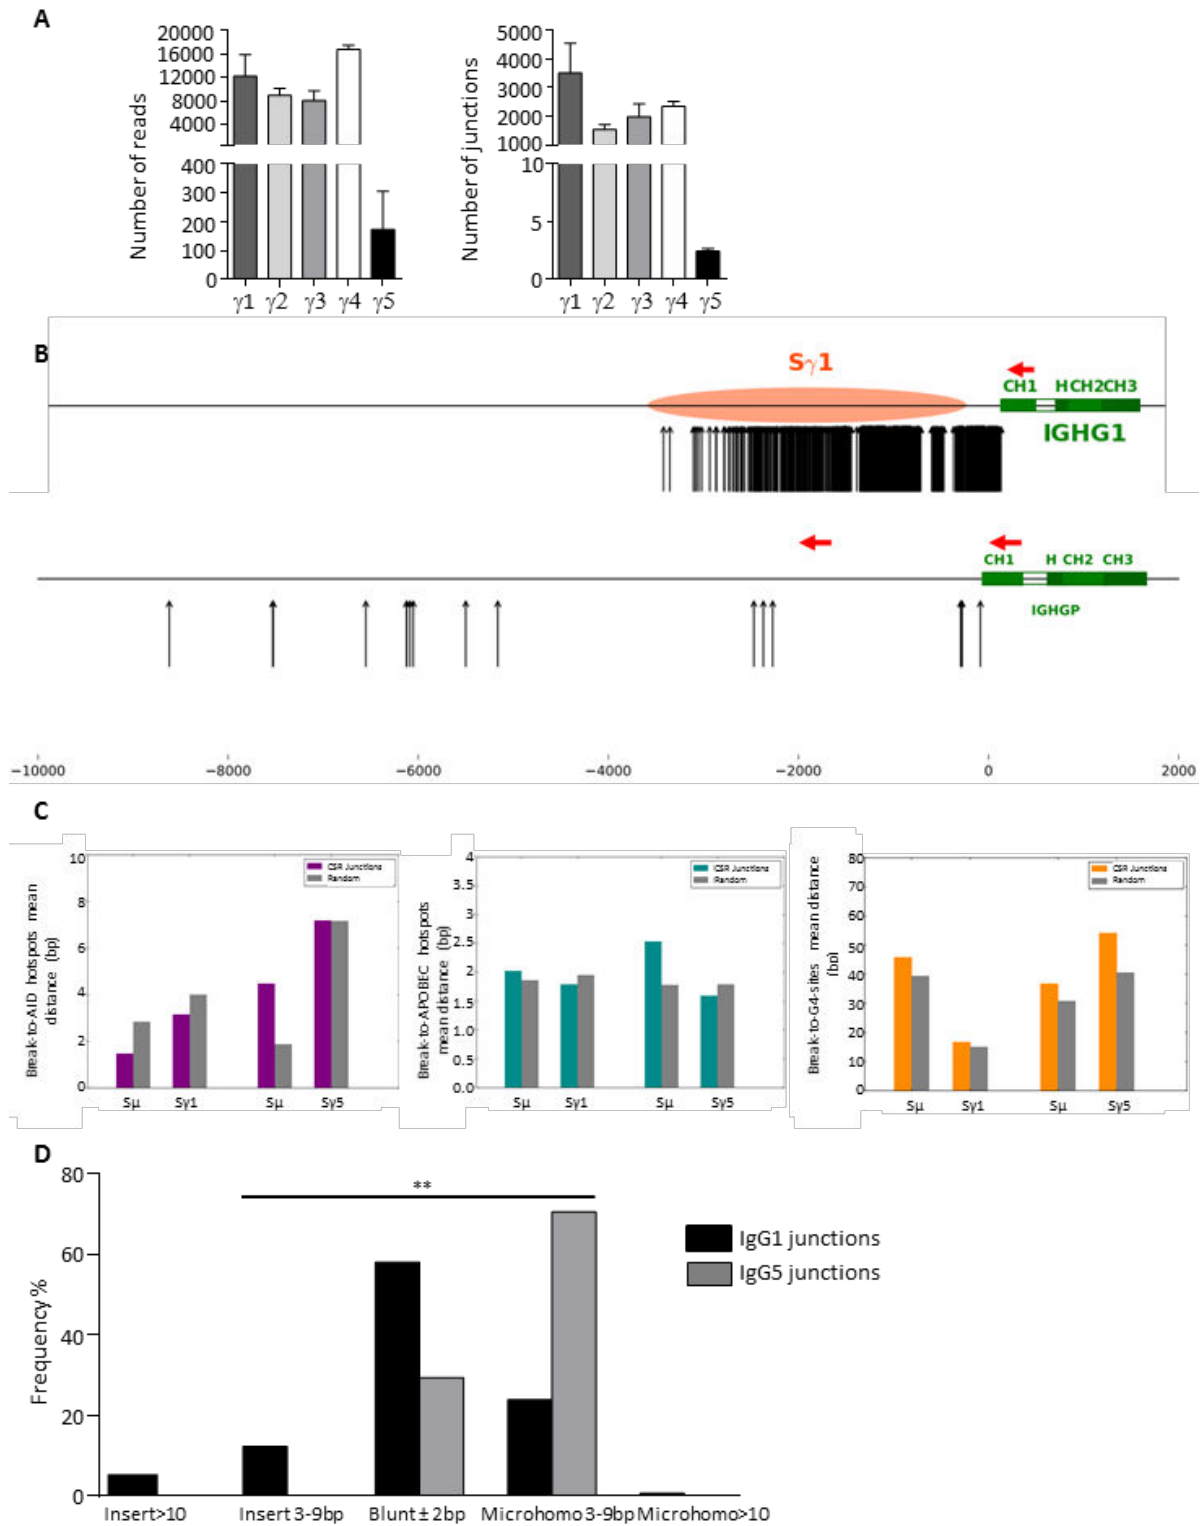 A
Number of reads
20000
16000
12000
8000
4000
400
300
200
100
0
γ1 γ2 γ3 γ4 γ5
Number of junctions
5000
4000
3000
2000
1000
10
5
0
γ1 γ2 γ3 γ4 γ5
B
Sγ1
CH1 H CH2 CH3
IGHG1
CH1 H CH2 CH3
IGHGP
−10000 −8000 −6000 −4000 −2000 0 2000
C
Break-to-AID hotspots mean
distance (bp)
10
8
6
4
2
0
CSR Junctions
Random
Sμ Sγ1 Sμ Sγ5
Break-to-APOBEC hotspots
mean distance (bp)
4
3.5
3
2.5
2
1.5
1.0
0.5
0.0
CSR Junctions
Random
Sμ Sγ1 Sμ Sγ5
Break-to-G4-sites mean distance
(bp)
80
70
60
50
40
30
20
10
0
CSR Junctions
Random
Sμ Sγ1 Sμ Sγ5
D
Frequency %
80
60
40
20
0
**
IgG1 junctions
IgG5 junctions
Insert>10 Insert 3-9bp Blunt ± 2bp Microhomo 3-9bp Microhomo>10